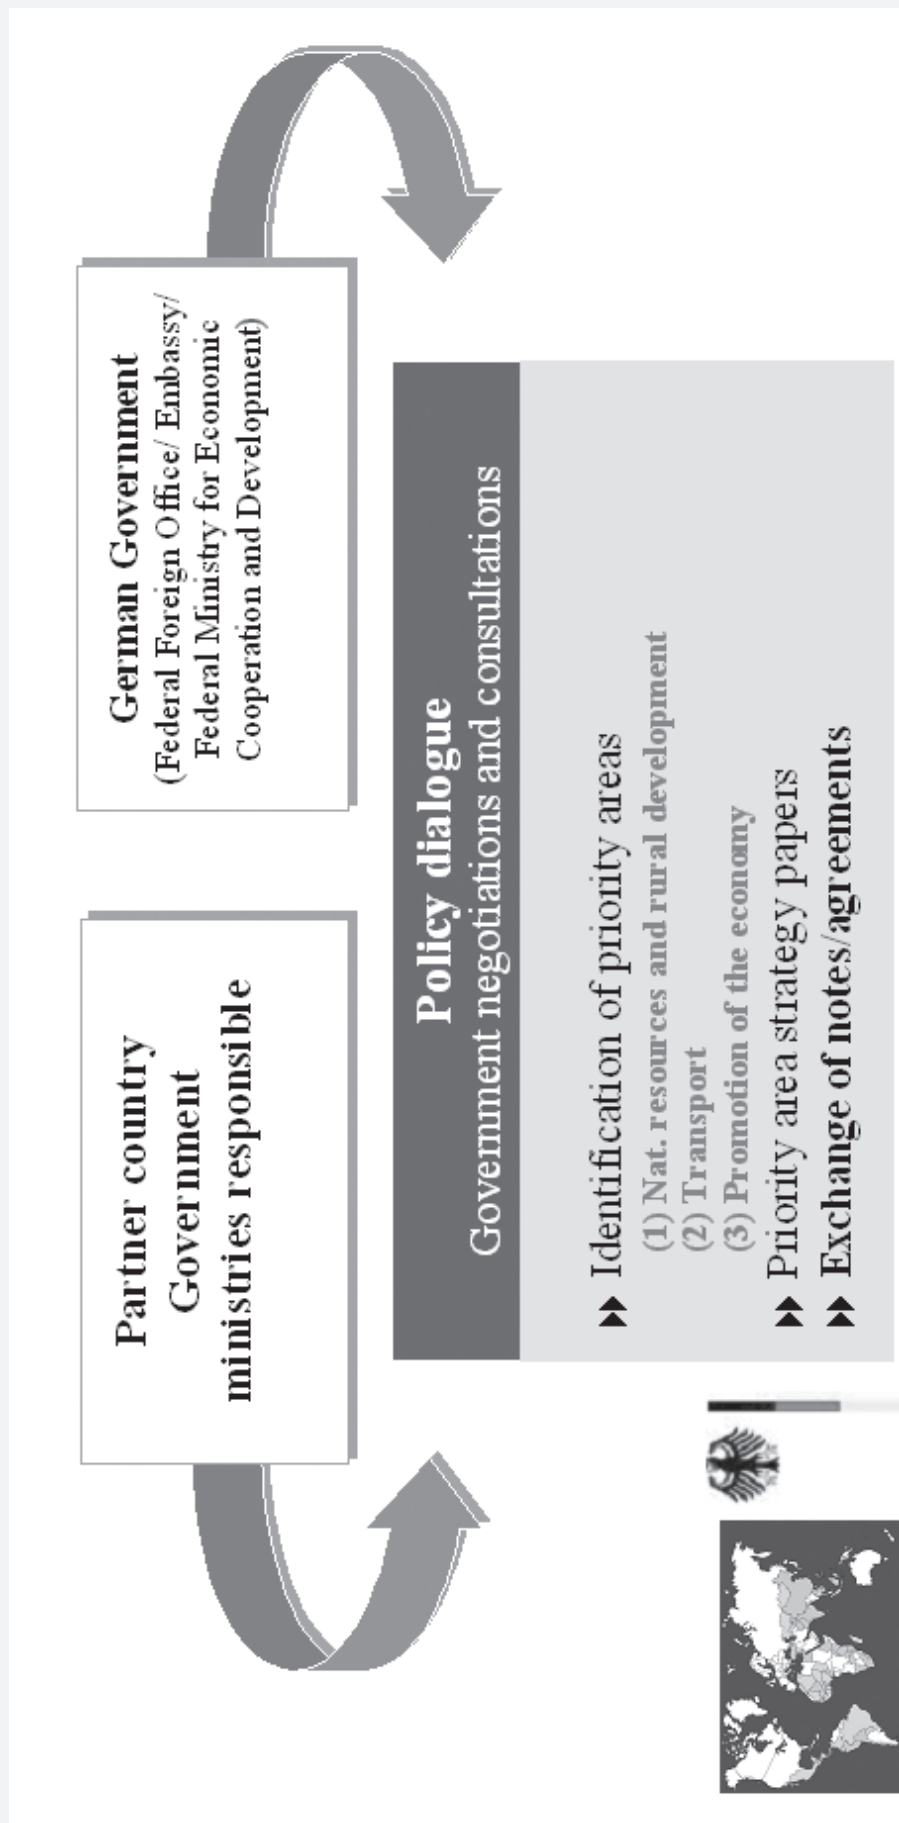 Partner country
Government
ministries responsible
German Government
(Federal Foreign Office/ Embassy/
Federal Ministry for Economic
Cooperation and Development)
Policy dialogue
Government negotiations and consultations
Identification of priority areas
(1) Nat. resources and rural development
(2) Transport
(3) Promotion of the economy
Priority area strategy papers
Exchange of notes/agreements